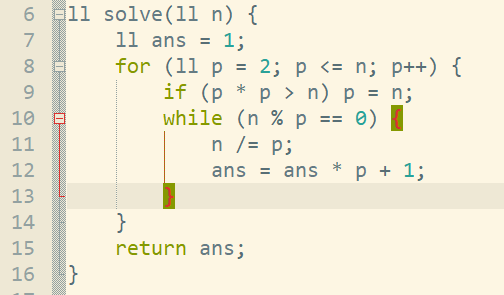 6 ll solve(ll n) {
7     ll ans = 1;
8     for (ll p = 2; p <= n; p++) {
9         if (p * p > n) p = n;
10         while (n % p == 0) {
11             n /= p;
12             ans = ans * p + 1;
13         }
14     }
15     return ans;
16 }
17